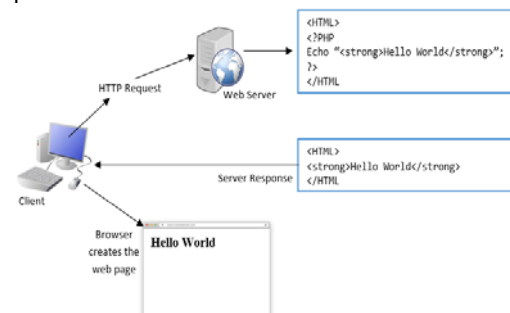 <HTML>
<?PHP
Echo "<strong>Hello World</strong>";
?>
</HTML
HTTP Request
Web Server
<HTML>
<strong>Hello World</strong>
</HTML
Server Response
Client
Browser
creates the
web page
Hello World